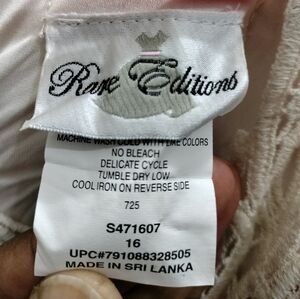 Rare Editions
MACHINE WASH COLD WITH LIKE COLORS
NO BLEACH
DELICATE CYCLE
TUMBLE DRY LOW
COOL IRON ON REVERSE SIDE
725
S471607
16
UPC#791088328505
MADE IN SRI LANKA